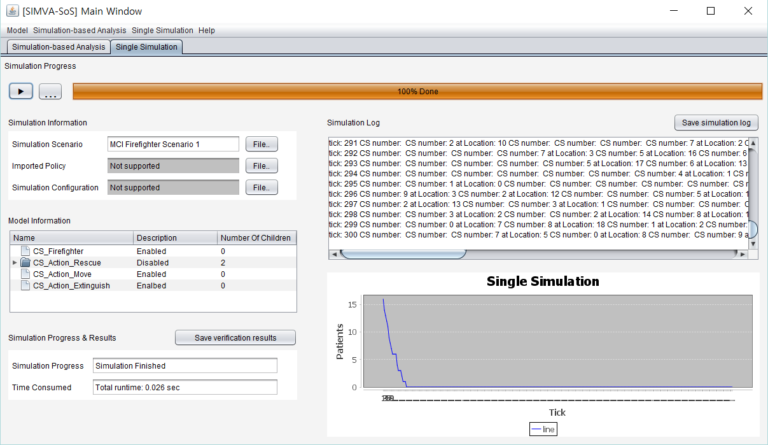 [SIMVA-SoS] Main Window
Model Simulation-based Analysis Single Simulation Help
Simulation-based Analysis Single Simulation
Simulation Progress
...
100% Done
Simulation Information
Simulation Scenario MCI Firefighter Scenario 1 File..
Imported Policy Not supported File..
Simulation Configuration Not supported File..
Model Information
Name Description Number Of Children
CS_Firefighter Enabled 0
CS_Action_Rescue Disabled 2
CS_Action_Move Enabled 0
CS_Action_Extinguish Enalbed 0
Simulation Progress & Results Save verification results
Simulation Progress Simulation Finished
Time Consumed Total runtime: 0.026 sec
Simulation Log Save simulation log
tick: 291 CS number: CS number: 2 at Location: 10 CS number: CS number: CS number: 7 at Location: 2
tick: 292 CS number: CS number: CS number: 7 at Location: 3 CS number: 5 at Location: 16 CS number: 6
tick: 293 CS number: CS number: CS number: 5 at Location: 17 CS number: 6 at Location: 13
tick: 294 CS number: CS number: CS number: CS number: CS number: 4 at Location: 1 CS
tick: 295 CS number: 1 at Location: 0 CS number: CS number: CS number: CS number: CS
tick: 296 CS number: 9 at Location: 3 CS number: 2 at Location: 12 CS number: CS number: 5 at Location:
tick: 297 CS number: 2 at Location: 13 CS number: 3 at Location: 1 CS number: CS number: CS number:
tick: 298 CS number: CS number: 3 at Location: 2 CS number: CS number: 2 at Location: 14 CS number: 8 at Location:
tick: 299 CS number: CS number: 0 at Location: 7 CS number: 8 at Location: 18 CS number: 1 at Location: 2 CS number:
tick: 300 CS number: CS number: 7 at Location: 5 CS number: 0 at Location: 8 CS number: CS number: 9
Single Simulation
Patients
15
10
5
0
Tick
line